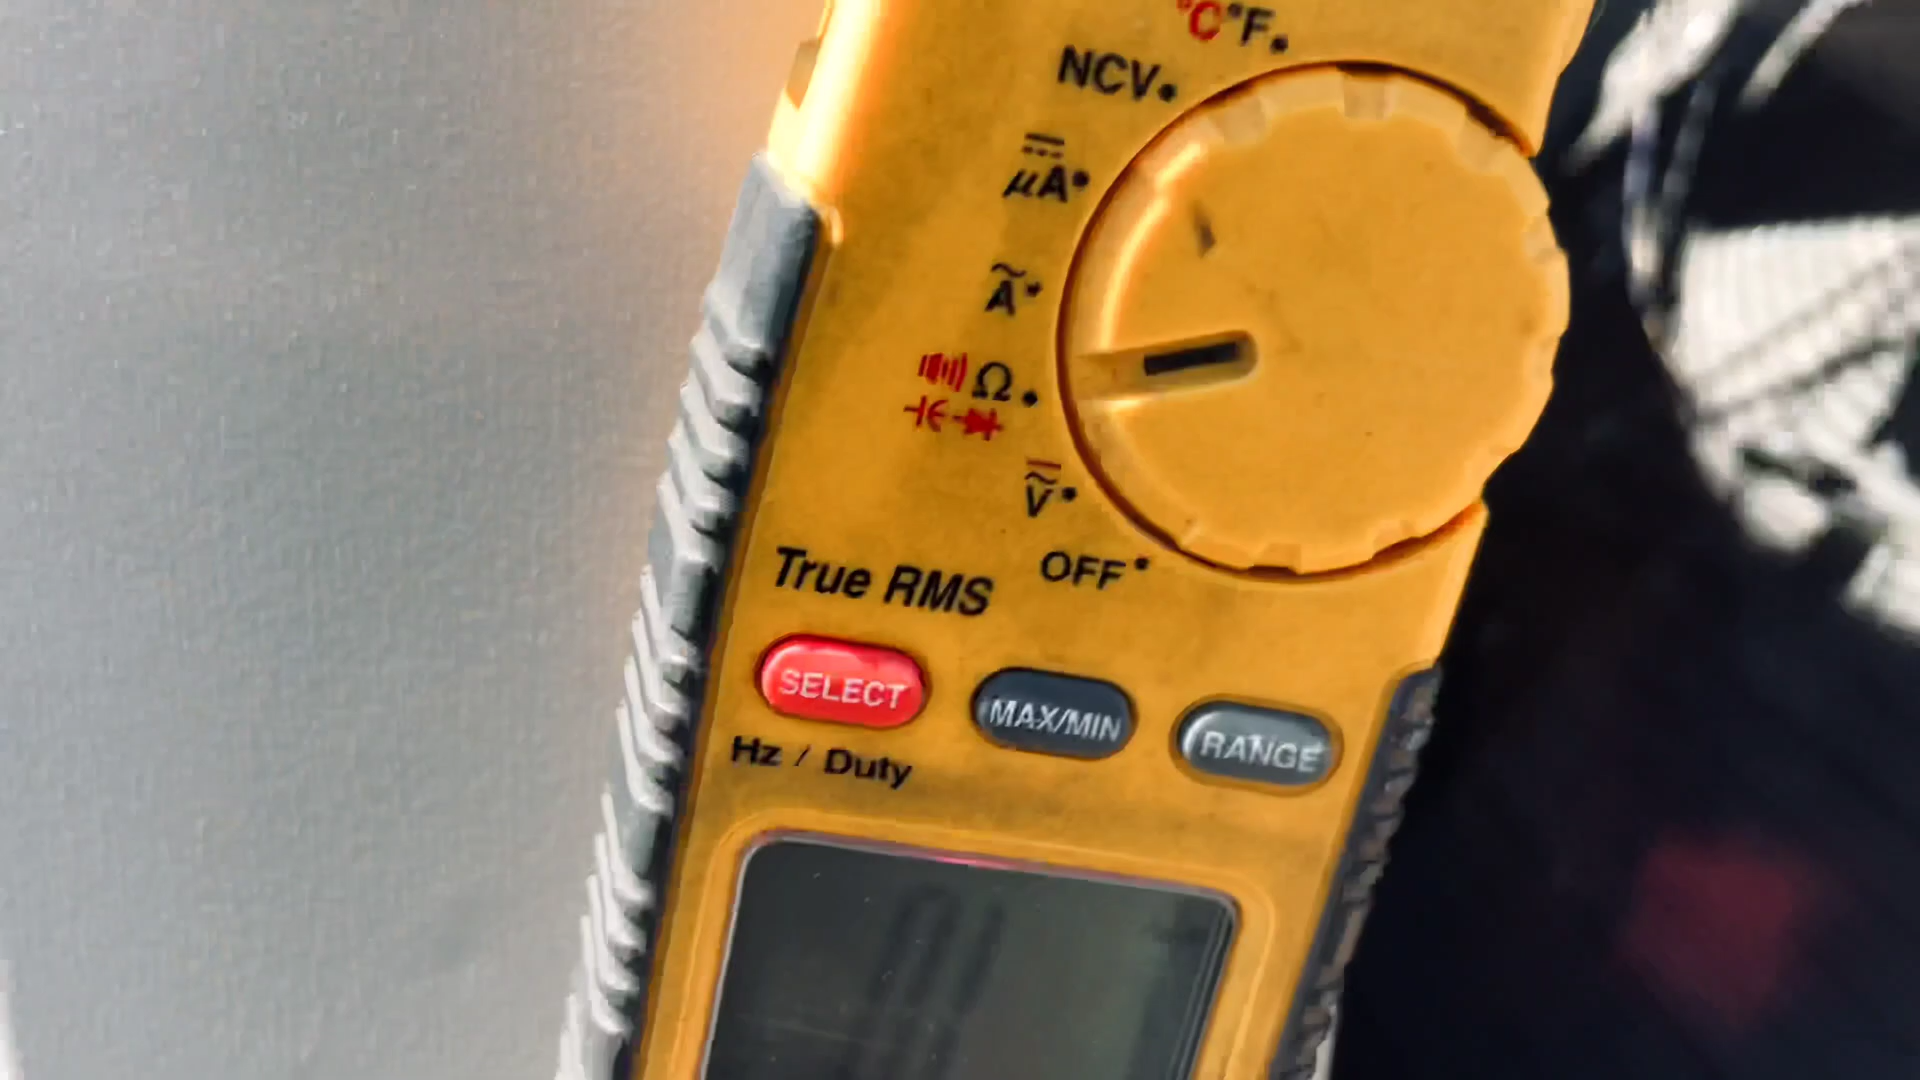 °C°F
NCV
μA
A
Ω
V
OFF
True RMS
SELECT
MAX/MIN
RANGE
Hz / Duty